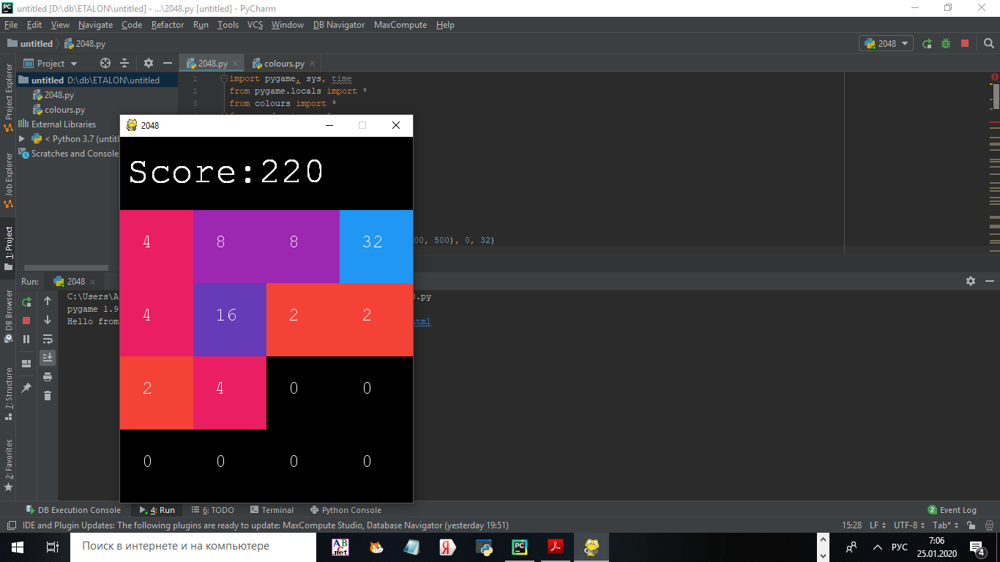 untitled [D:\db\ETALON\untitled] - ...\2048.py [untitled] - PyCharm
File Edit View Navigate Code Refactor Run Tools VCS Window DB Navigator MaxCompute Help
untitled 2048.py
2048
Project
2048.py
colours.py
untitled D:\db\ETALON\untitled
2048.py
colours.py
External Libraries
< Python 3.7 (untitl
Scratches and Console
Project Explorer
Job Explorer
1: Project
DB Browser
7: Structure
2: Favorites
1 import pygame, sys, time
2 from pygame.locals import *
3 from colours import *
00, 500), 0, 32)
2048
Score:220
4 8 8 32
4 16 2 2
2 4 0 0
0 0 0 0
Run: 2048
C:\Users\A
.py
pygame 1.9
Hello from
html
DB Execution Console 4: Run 6: TODO Terminal Python Console
2 Event Log
IDE and Plugin Updates: The following plugins are ready to update: MaxCompute Studio, Database Navigator (yesterday 19:51)
15:28 LF UTF-8 Tab*
Поиск в интернете и на компьютере
ABC
.net
Я
PC
РУС
7:06
25.01.2020
4